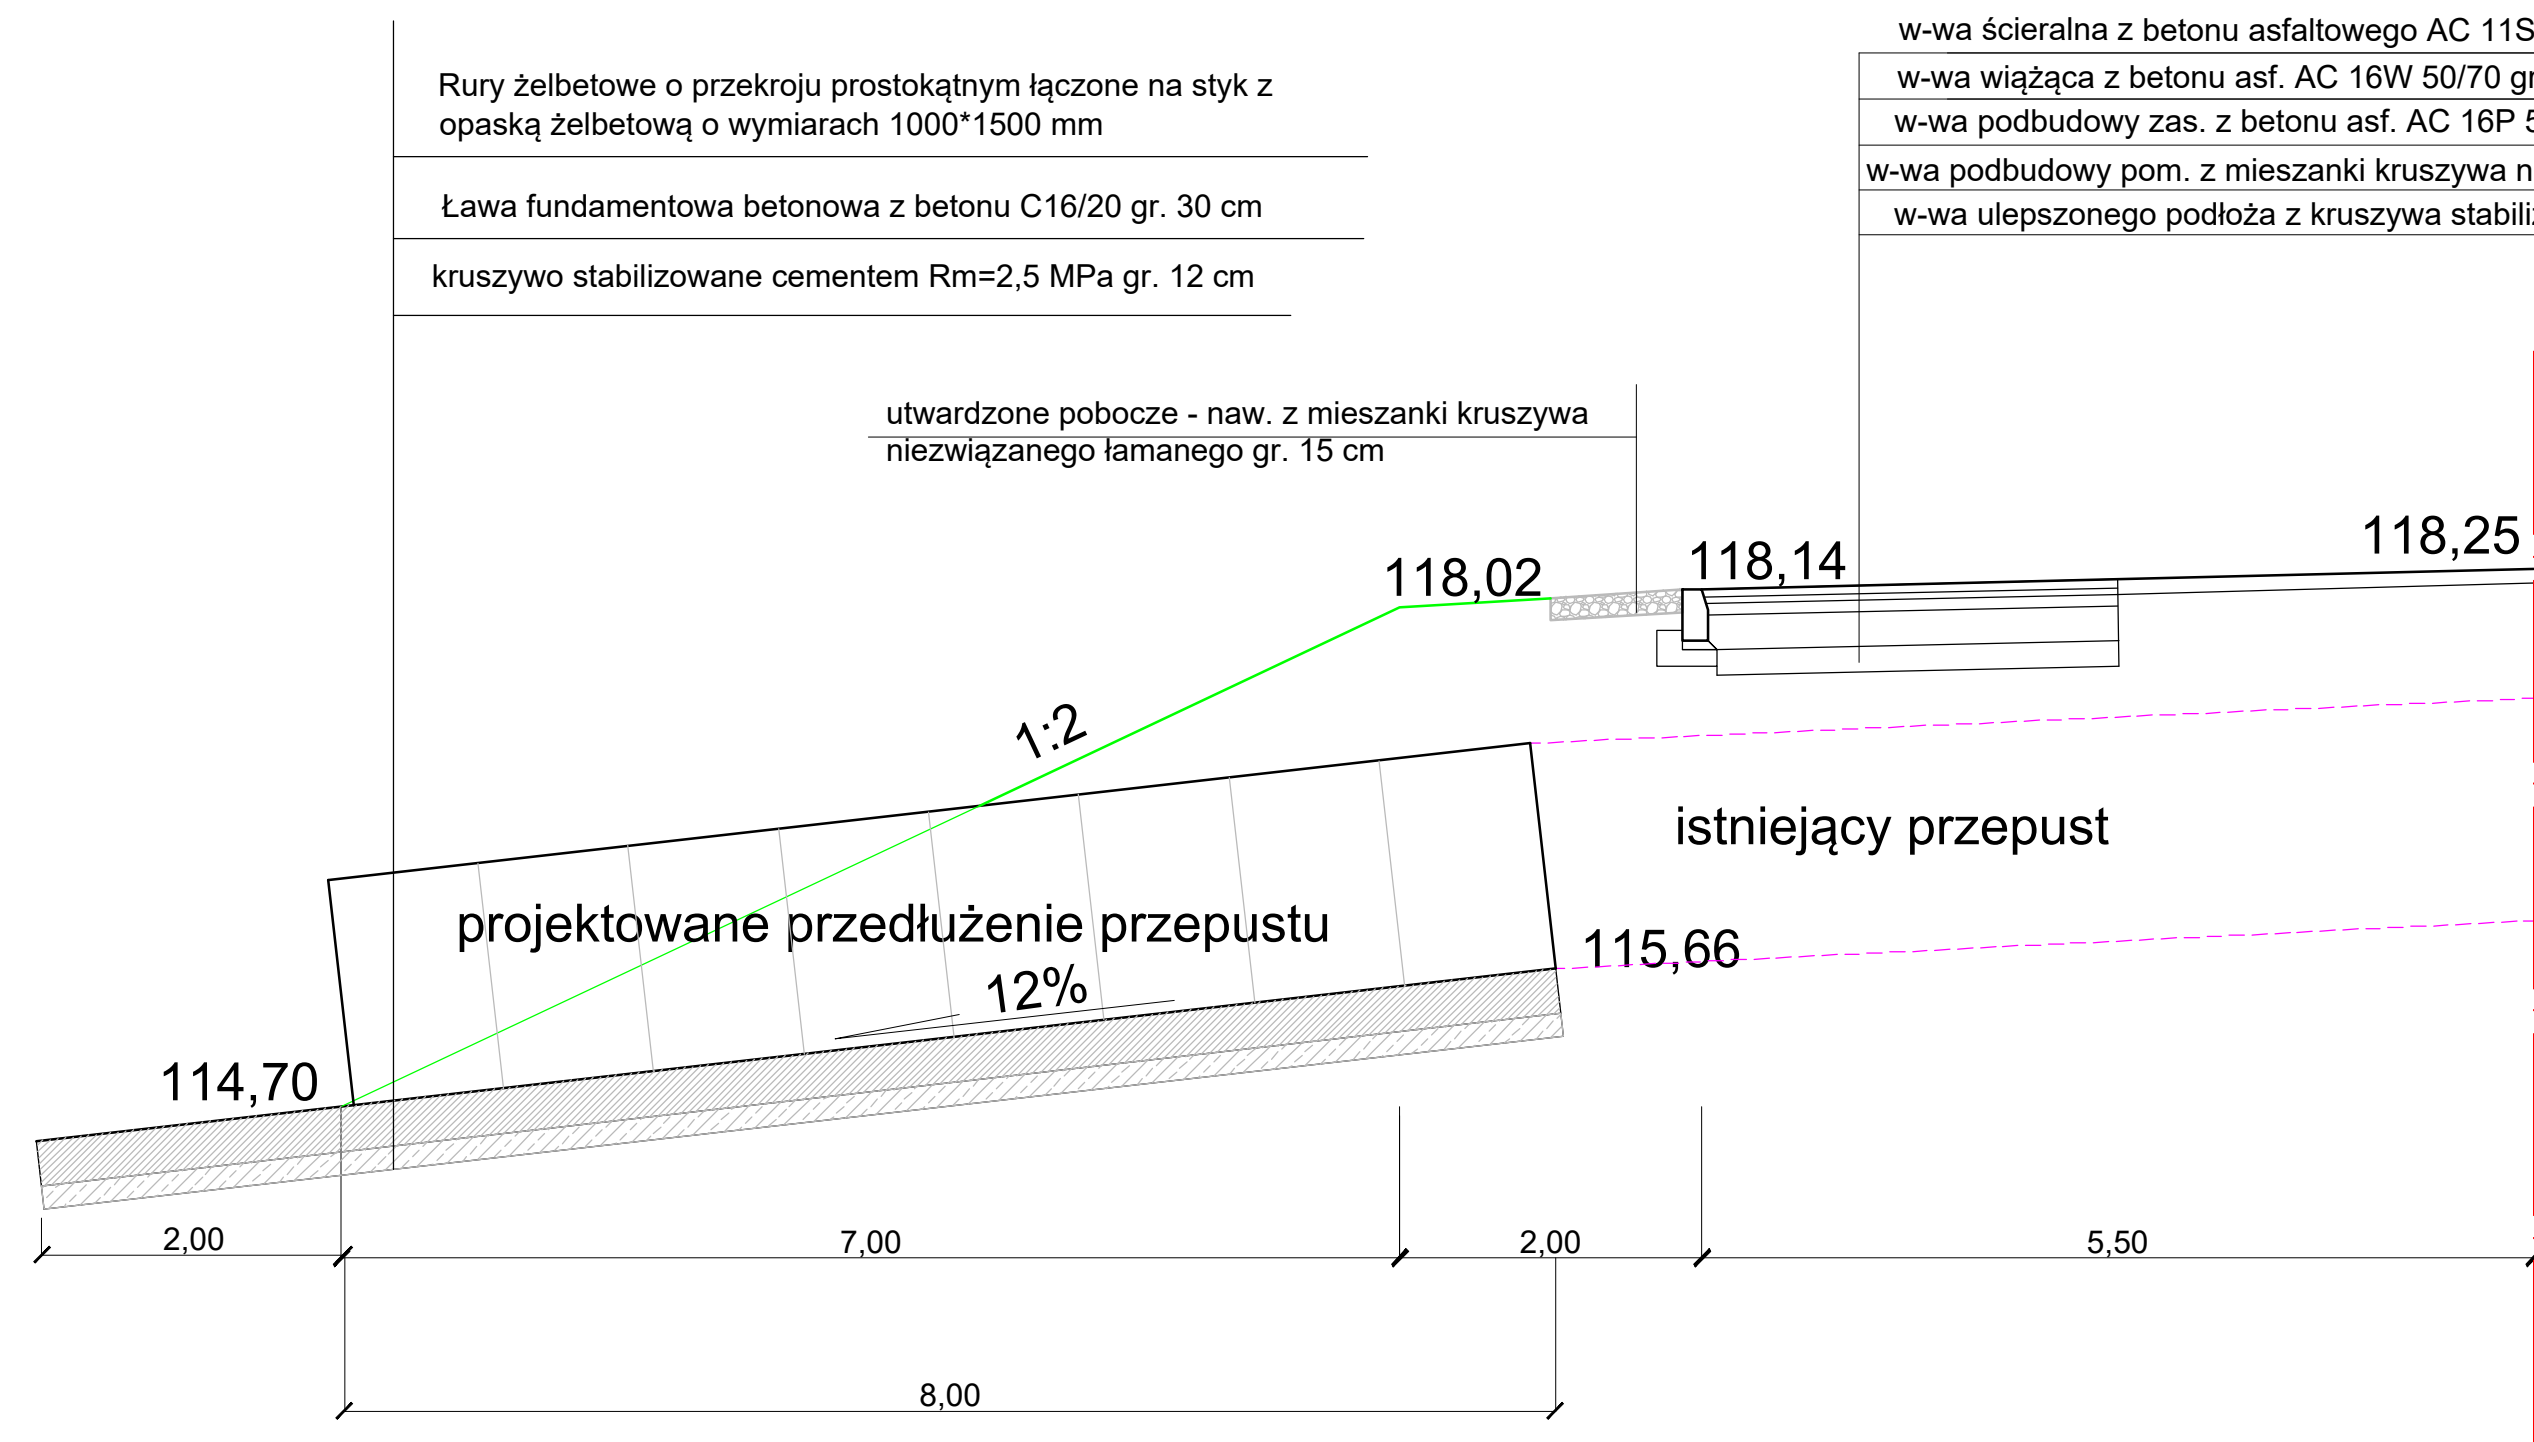 w-wa ścieralna z betonu asfaltowego AC 11S
Rury żelbetowe o przekroju prostokątnym łączone na styk z
opaską żelbetową o wymiarach 1000*1500 mm
w-wa wiążąca z betonu asf. AC 16W 50/70
w-wa podbudowy zas. z betonu asf. AC 16P
w-wa podbudowy pom. z mieszanki kruszywa
w-wa ulepszonego podłoża z kruszywa
Ława fundamentowa betonowa z betonu C16/20 gr. 30 cm
kruszywo stabilizowane cementem Rm=2,5 MPa gr. 12 cm
utwardzone pobocze - naw. z mieszanki kruszywa
niezwiązanego łamanego gr. 15 cm
118,02
118,14
118,25
1:2
istniejący przepust
projektowane przedłużenie przepustu
115,66
12%
114,70
2,00
7,00
2,00
5,50
8,00